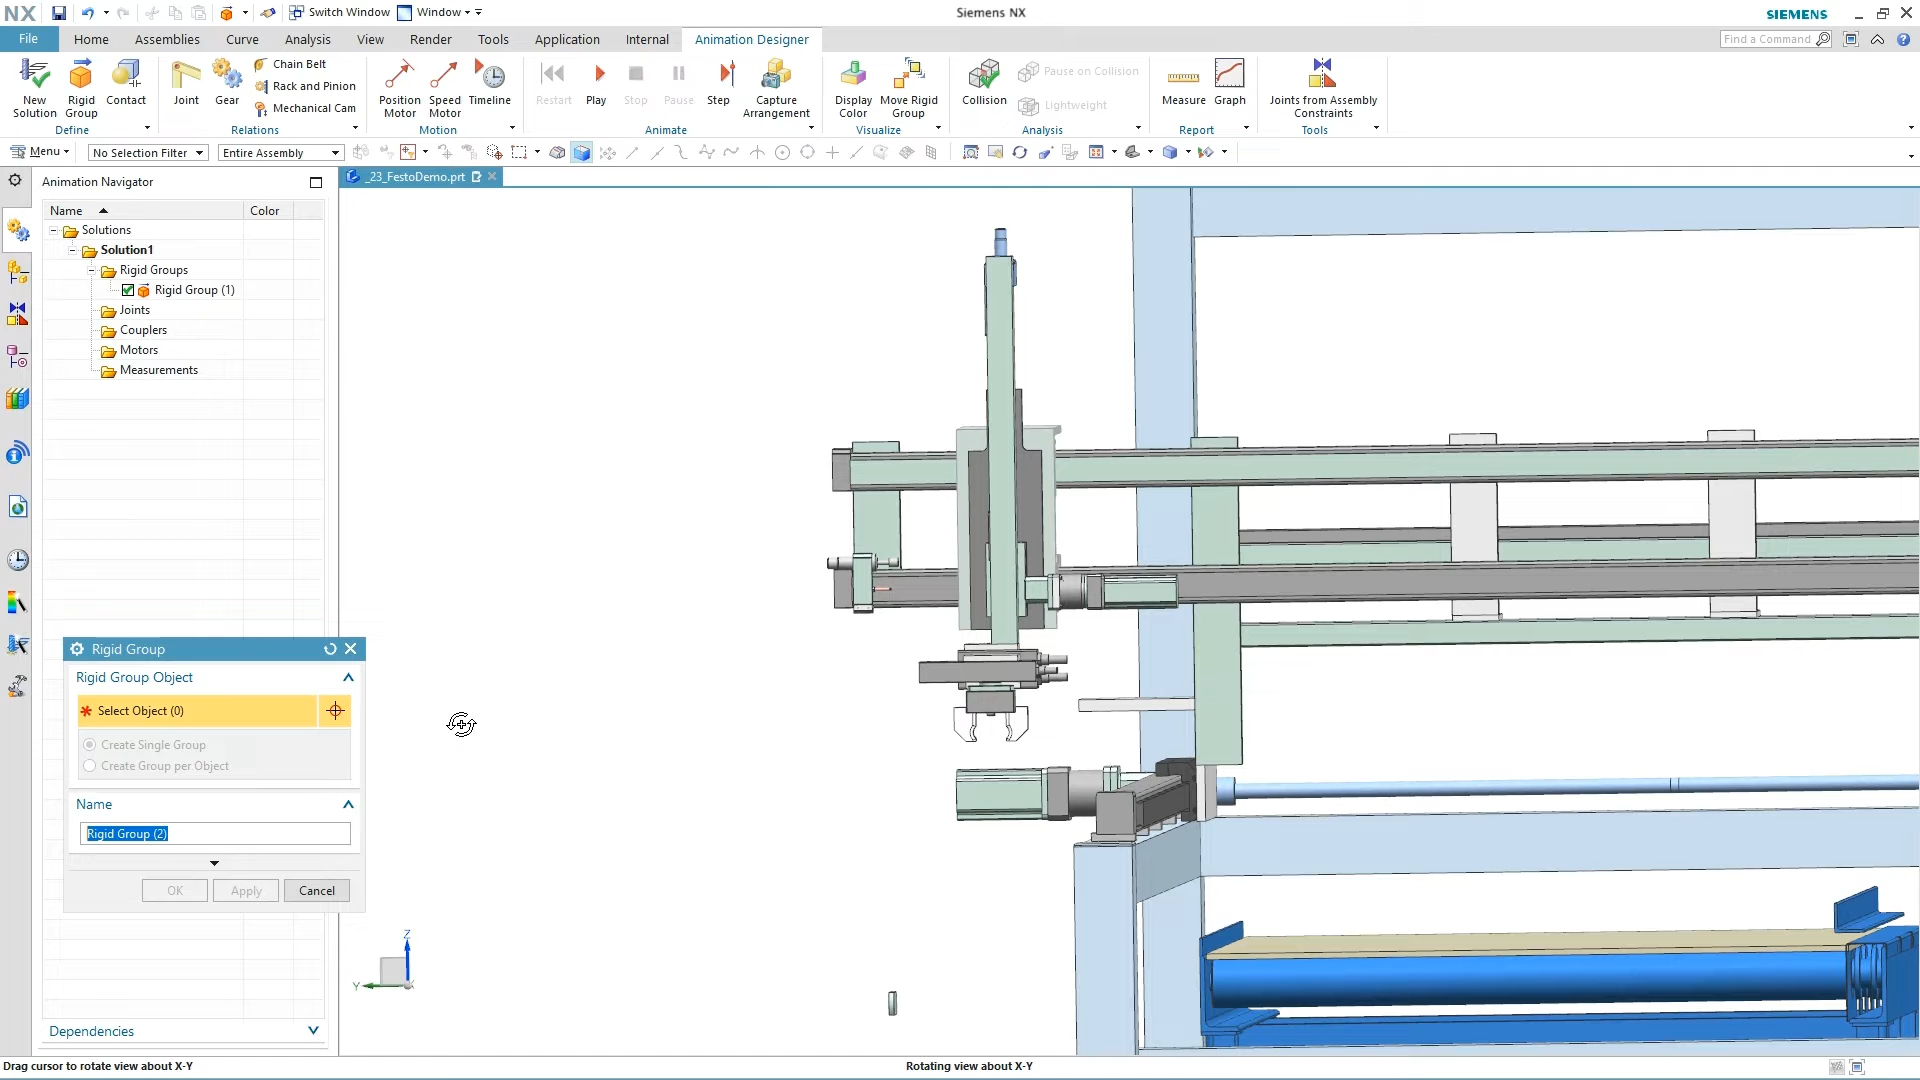 NX
Switch Window
Window
Siemens NX
SIEMENS
File
Home
Assemblies
Curve
Analysis
View
Render
Tools
Application
Internal
Animation Designer
Find a Command
New Solution
Rigid Group
Contact
Define
Joint
Gear
Chain Belt
Rack and Pinion
Mechanical Cam
Relations
Position Motor
Speed Motor
Timeline
Motion
Restart
Play
Stop
Pause
Step
Capture Arrangement
Animate
Display Color
Move Rigid Group
Visualize
Collision
Pause on Collision
Lightweight
Analysis
Measure
Graph
Report
Joints from Assembly Constraints
Tools
Menu
No Selection Filter
Entire Assembly
Animation Navigator
_23_FestoDemo.prt
Name
Color
Solutions
Solution1
Rigid Groups
Rigid Group (1)
Joints
Couplers
Motors
Measurements
Rigid Group
Rigid Group Object
* Select Object (0)
Create Single Group
Create Group per Object
Name
Rigid Group (2)
OK
Apply
Cancel
Z
Y
X
Dependencies
Drag cursor to rotate view about X-Y
Rotating view about X-Y